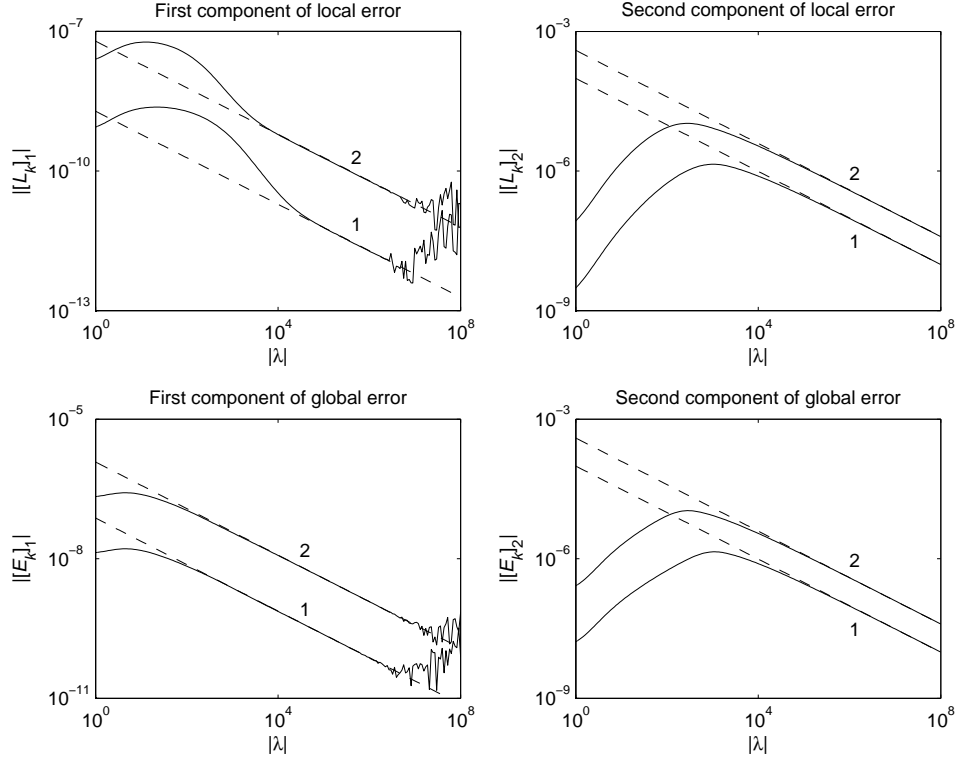 First component of local error
10^−7
10^−10
10^−13
|[L_k]_1|
2
1
10^0
10^4
10^8
|λ|
Second component of local error
10^−3
10^−6
10^−9
|[L_k]_2|
2
1
10^0
10^4
10^8
|λ|
First component of global error
10^−5
10^−8
10^−11
|[E_k]_1|
2
1
10^0
10^4
10^8
|λ|
Second component of global error
10^−3
10^−6
10^−9
|[E_k]_2|
2
1
10^0
10^4
10^8
|λ|